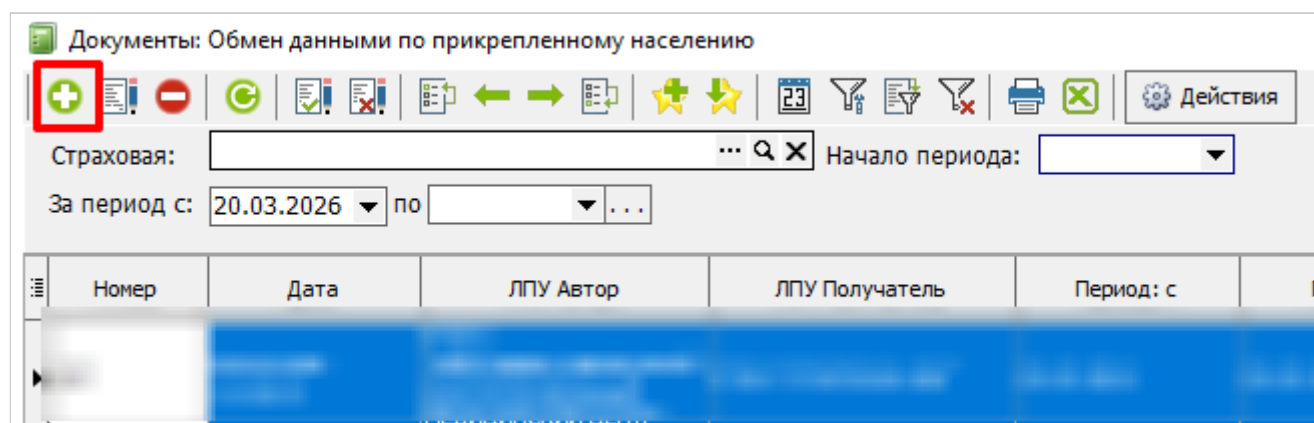 Документы: Обмен данными по прикрепленному населению
23 Действия
Страховая: ... Начало периода:
За период с: 20.03.2026 по ...
Номер Дата ЛПУ Автор ЛПУ Получатель Период: с